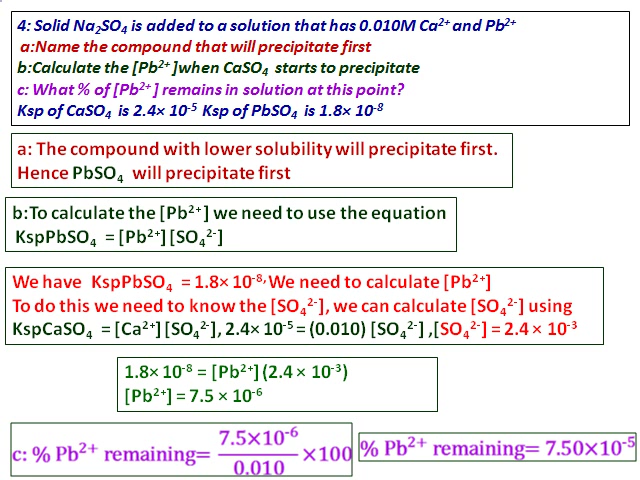 4: Solid Na₂SO₄ is added to a solution that has 0.010M Ca²⁺ and Pb²⁺
a:Name the compound that will precipitate first
b:Calculate the [Pb²⁺]when CaSO₄ starts to precipitate
c: What % of [Pb²⁺] remains in solution at this point?
Ksp of CaSO₄ is 2.4× 10⁻⁵ Ksp of PbSO₄ is 1.8× 10⁻⁸
a: The compound with lower solubility will precipitate first.
Hence PbSO₄ will precipitate first
b:To calculate the [Pb²⁺] we need to use the equation
KspPbSO₄ = [Pb²⁺][SO₄²⁻]
We have KspPbSO₄ = 1.8× 10⁻⁸,We need to calculate [Pb²⁺]
To do this we need to know the [SO₄²⁻], we can calculate [SO₄²⁻] using
KspCaSO₄ = [Ca²⁺][SO₄²⁻], 2.4× 10⁻⁵ = (0.010) [SO₄²⁻] ,[SO₄²⁻] = 2.4 × 10⁻³
1.8× 10⁻⁸ = [Pb²⁺](2.4 × 10⁻³)
[Pb²⁺] = 7.5 × 10⁻⁶
c: % Pb²⁺ remaining= 7.5×10⁻⁶/0.010 ×100
% Pb²⁺ remaining= 7.50×10⁻⁵